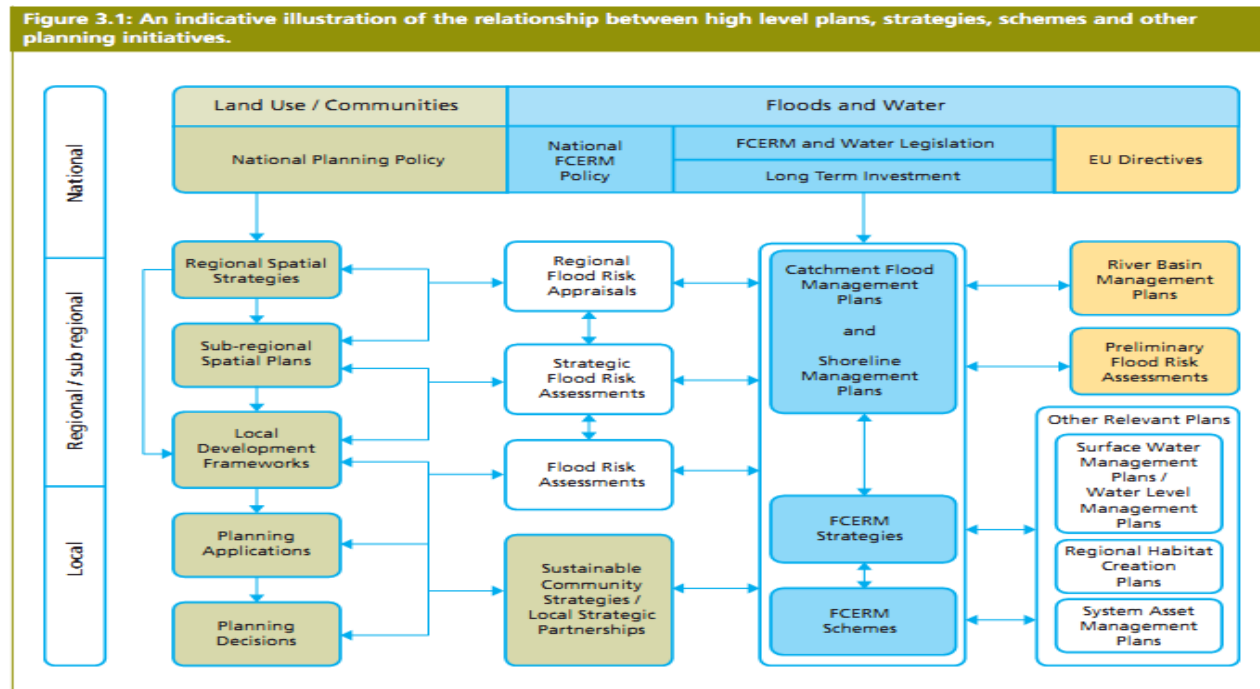 Figure 3.1: An indicative illustration of the relationship between high level plans, strategies, schemes and other
planning initiatives.
National
Regional / sub regional
Local
Land Use / Communities
Floods and Water
National Planning Policy
National
FCERM
Policy
FCERM and Water Legislation
Long Term Investment
EU Directives
Regional Spatial
Strategies
Sub-regional
Spatial Plans
Local
Development
Frameworks
Planning
Applications
Planning
Decisions
Regional
Flood Risk
Appraisals
Strategic
Flood Risk
Assessments
Flood Risk
Assessments
Sustainable
Community
Strategies /
Local Strategic
Partnerships
Catchment Flood
Management
Plans
and
Shoreline
Management
Plans
FCERM
Strategies
FCERM
Schemes
River Basin
Management
Plans
Preliminary
Flood Risk
Assessments
Other Relevant Plans
Surface Water
Management
Plans /
Water Level
Management
Plans
Regional Habitat
Creation
Plans
System Asset
Management
Plans